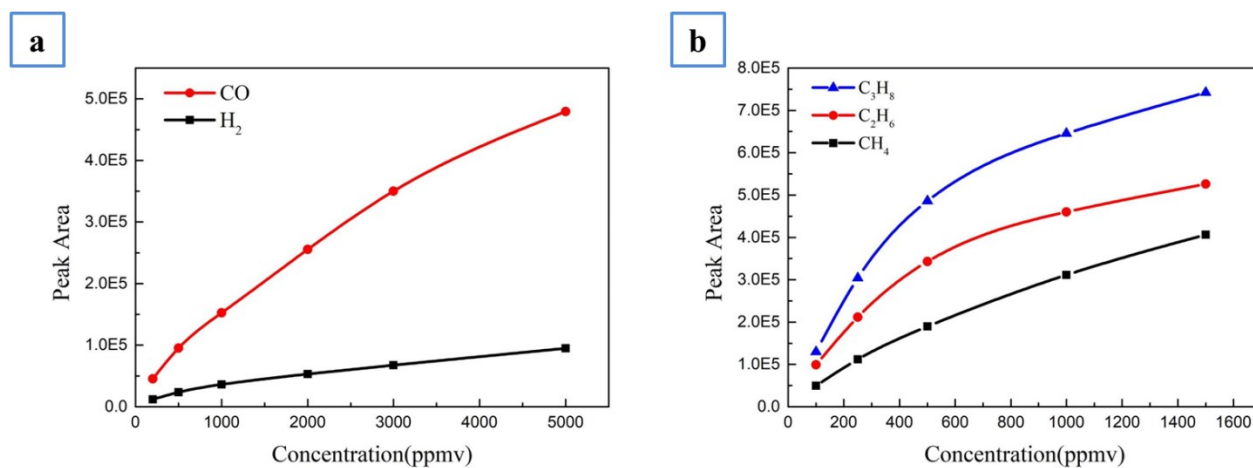 a
CO
H₂
5.0E5
4.0E5
3.0E5
2.0E5
1.0E5
0.0
Peak Area
0 1000 2000 3000 4000 5000
Concentration(ppmv)
b
C₃H₈
C₂H₆
CH₄
8.0E5
7.0E5
6.0E5
5.0E5
4.0E5
3.0E5
2.0E5
1.0E5
0.0
Peak Area
0 200 400 600 800 1000 1200 1400 1600
Concentration(ppmv)